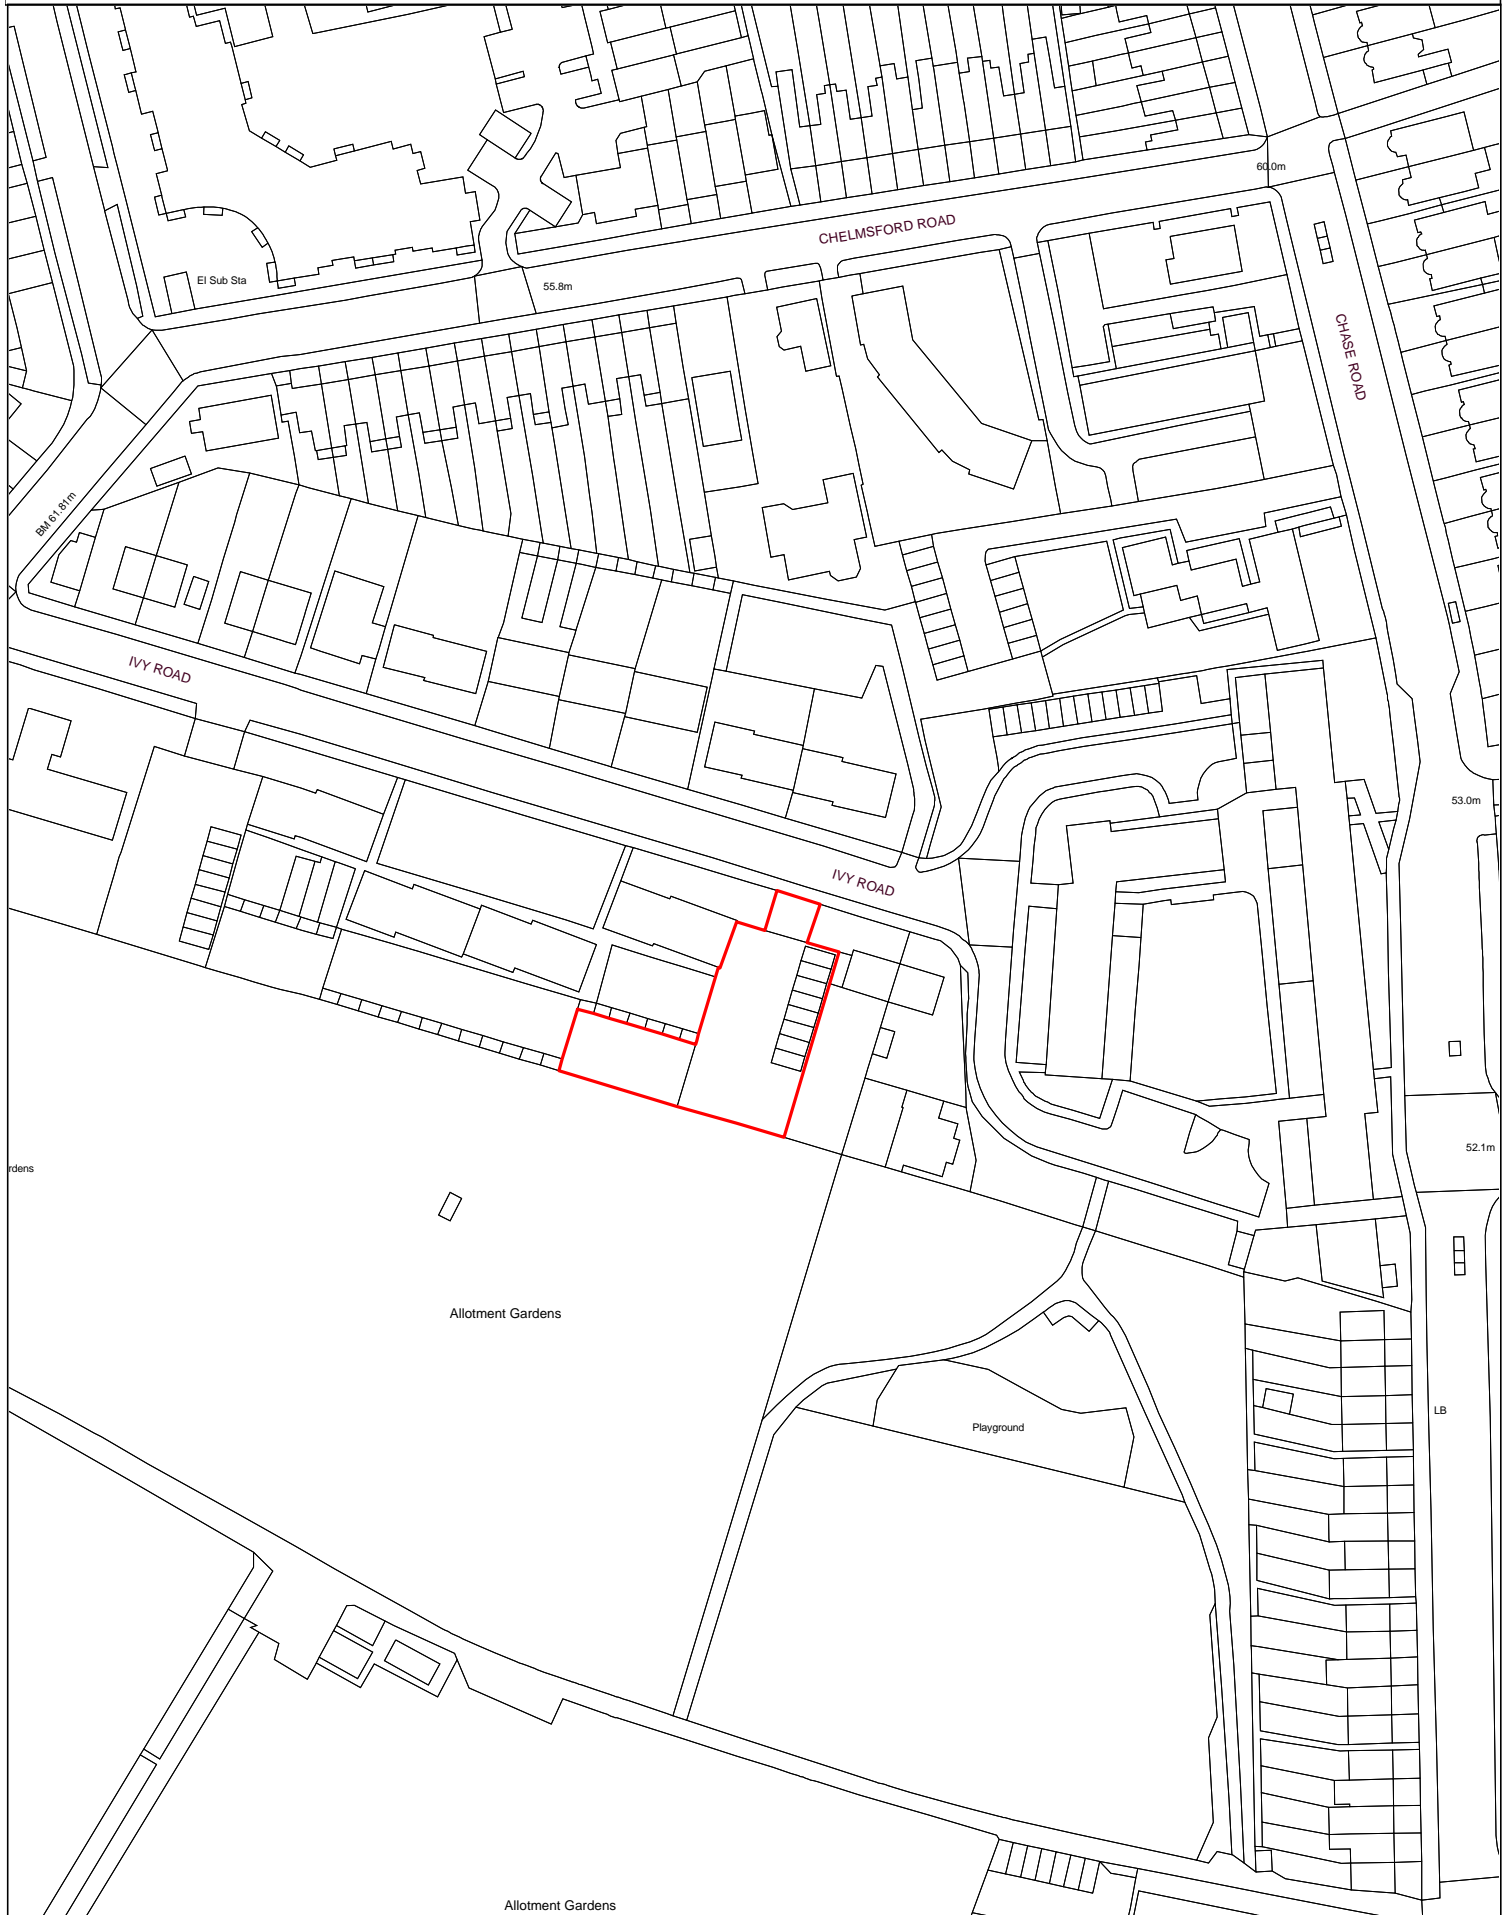 60.0m
CHELMSFORD ROAD
El Sub Sta
55.8m
CHASE ROAD
BM 61.81m
IVY ROAD
53.0m
IVY ROAD
52.1m
rdens
Allotment Gardens
LB
Playground
Allotment Gardens